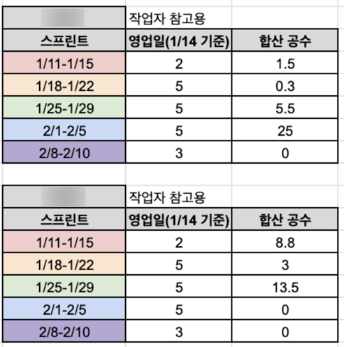 작업자 참고용
스프린트 영업일(1/14 기준) 합산 공수
1/11-1/15 2 1.5
1/18-1/22 5 0.3
1/25-1/29 5 5.5
2/1-2/5 5 25
2/8-2/10 3 0
작업자 참고용
스프린트 영업일(1/14 기준) 합산 공수
1/11-1/15 2 8.8
1/18-1/22 5 3
1/25-1/29 5 13.5
2/1-2/5 5 0
2/8-2/10 3 0